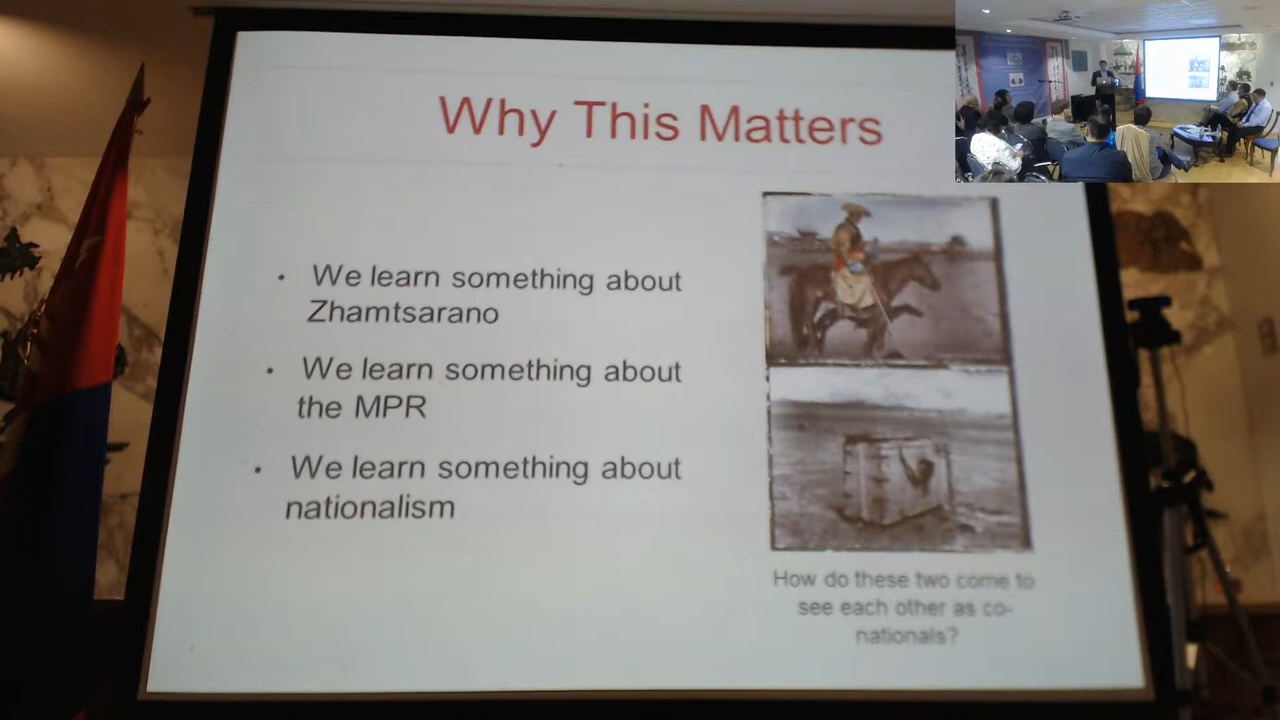 Why This Matters
• We learn something about
Zhamtsarano
• We learn something about
the MPR
• We learn something about
nationalism
How do these two come to
see each other as co-
nationals?